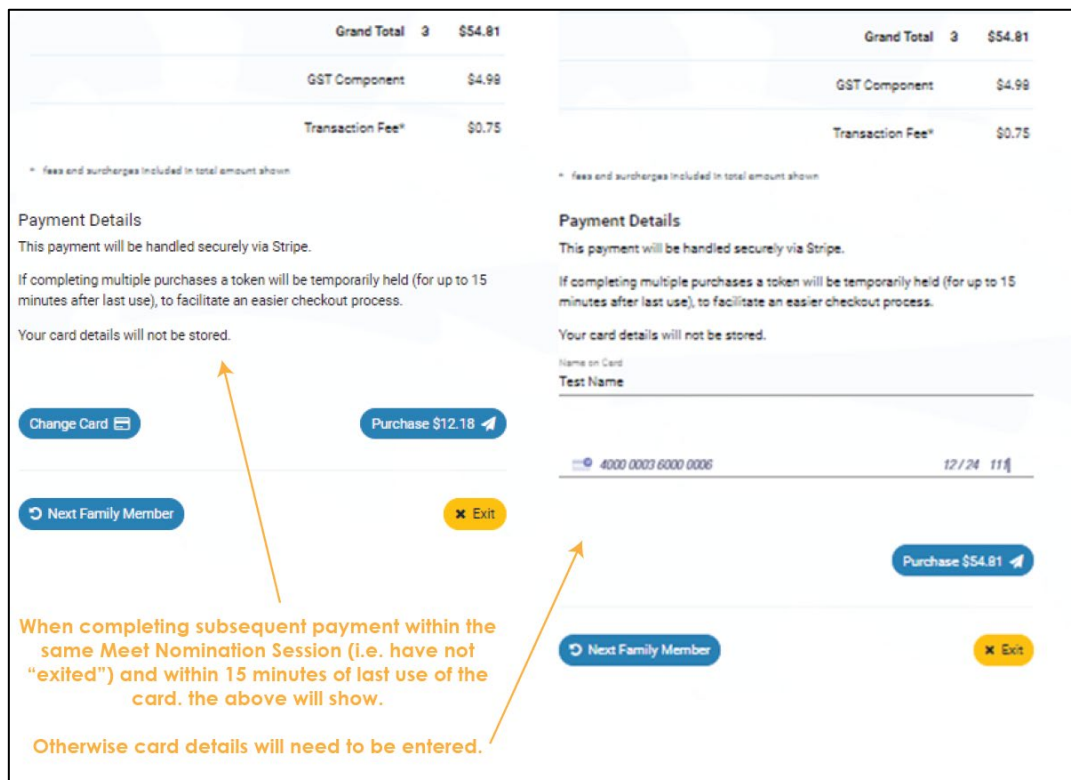 Grand Total 3 $54.81
GST Component $4.98
Transaction Fee* $0.75
* fees and surcharges included in total amount shown
Payment Details
This payment will be handled securely via Stripe.
If completing multiple purchases a token will be temporarily held (for up to 15
minutes after last use), to facilitate an easier checkout process.
Your card details will not be stored.
Change Card
Purchase $12.18
Next Family Member
Exit
When completing subsequent payment within the
same Meet Nomination Session (i.e. have not
“exited”) and within 15 minutes of last use of the
card. the above will show.
Otherwise card details will need to be entered.
Grand Total 3 $54.81
GST Component $4.98
Transaction Fee* $0.75
* fees and surcharges included in total amount shown
Payment Details
This payment will be handled securely via Stripe.
If completing multiple purchases a token will be temporarily held (for up to 15
minutes after last use), to facilitate an easier checkout process.
Your card details will not be stored.
Name on Card
Test Name
4000 0003 6000 0006 12 / 24 111
Purchase $54.81
Next Family Member
Exit